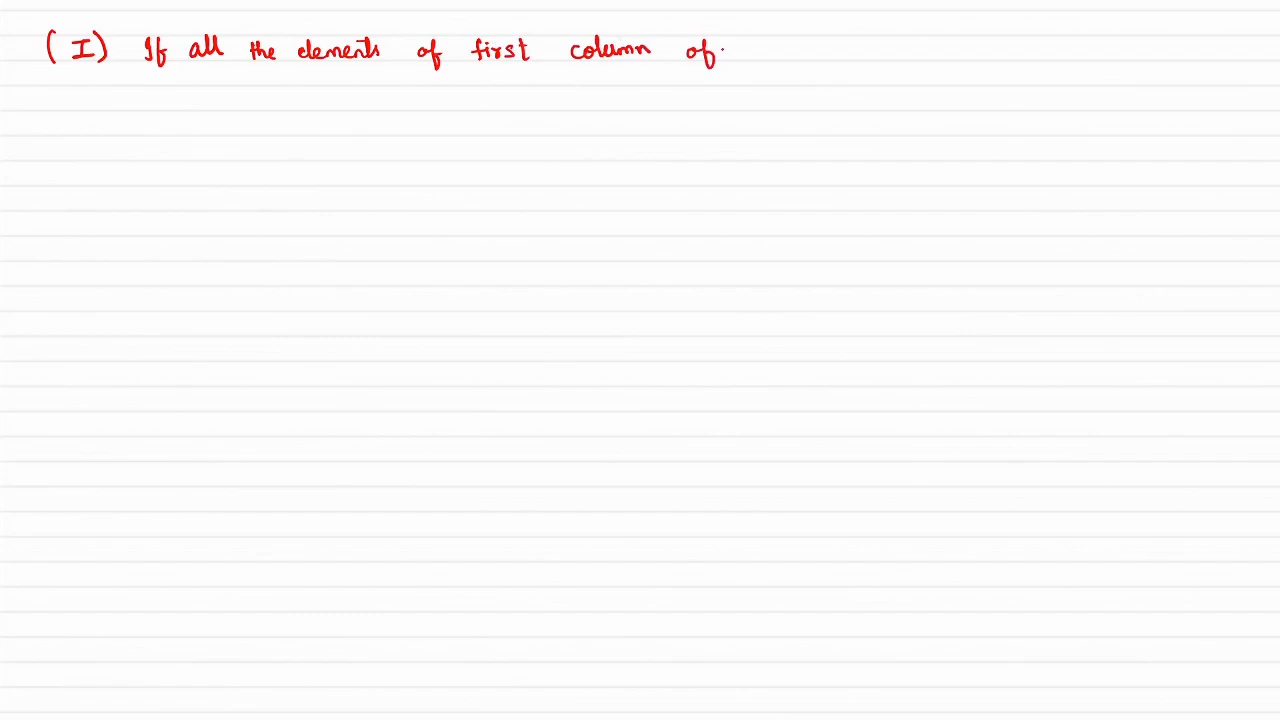 (I) If all the elements of first column of